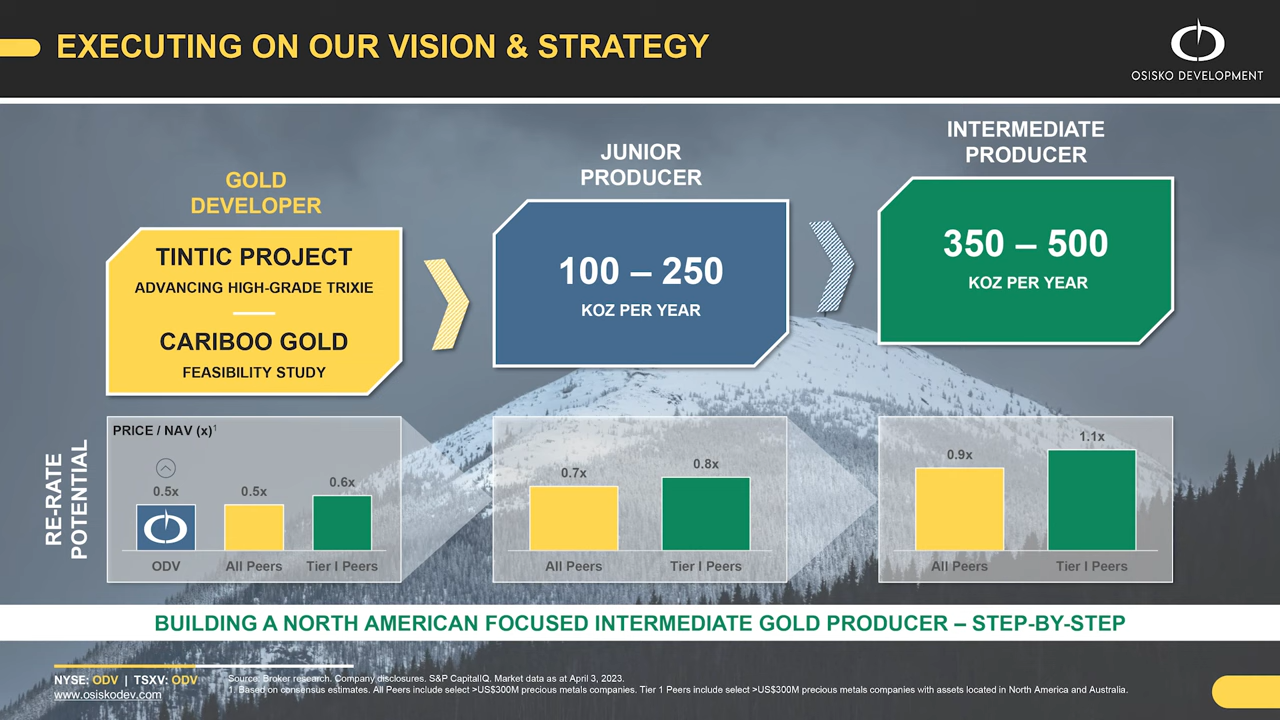 EXECUTING ON OUR VISION & STRATEGY
OSISKO DEVELOPMENT
GOLD
DEVELOPER
TINTIC PROJECT
ADVANCING HIGH-GRADE TRIXIE
CARIBOO GOLD
FEASIBILITY STUDY
JUNIOR
PRODUCER
100 – 250
KOZ PER YEAR
INTERMEDIATE
PRODUCER
350 – 500
KOZ PER YEAR
RE-RATE
POTENTIAL
PRICE / NAV (x)¹
0.5x
0.5x
0.6x
ODV
All Peers
Tier I Peers
0.7x
0.8x
All Peers
Tier I Peers
0.9x
1.1x
All Peers
Tier I Peers
BUILDING A NORTH AMERICAN FOCUSED INTERMEDIATE GOLD PRODUCER – STEP-BY-STEP
NYSE: ODV | TSXV: ODV
www.osiskodev.com
Source: Broker research. Company disclosures. S&P CapitalIQ. Market data as at April 3, 2023.
1. Based on consensus estimates. All Peers include select >US$300M precious metals companies. Tier 1 Peers include select >US$300M precious metals companies with assets located in North America and Australia.